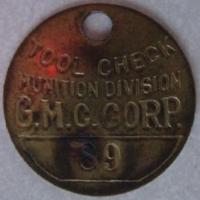 TOOL CHECK
MUNITION DIVISION
G.M.C. CORP.
89